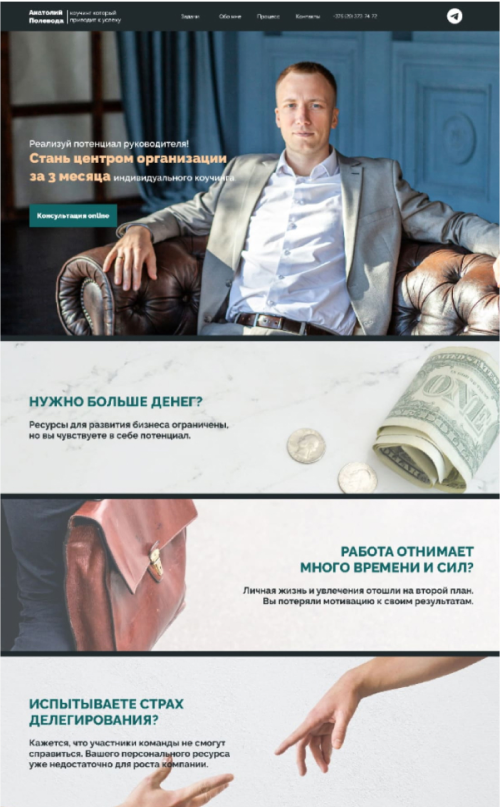 Анатолий
Полевода
коучинг который
приводит к успеху
Задачи
Обо мне
Процесс
Контакты
Реализуй потенциал руководителя!
Стань центром организации
за 3 месяца индивидуального коучинга
Консультация online
НУЖНО БОЛЬШЕ ДЕНЕГ?
Ресурсы для развития бизнеса ограничены,
но вы чувствуете в себе потенциал.
РАБОТА ОТНИМАЕТ
МНОГО ВРЕМЕНИ И СИЛ?
Личная жизнь и увлечения отошли на второй план.
Вы потеряли мотивацию к своим результатам.
ИСПЫТЫВАЕТЕ СТРАХ
ДЕЛЕГИРОВАНИЯ?
Кажется, что участники команды не смогут
справиться. Вашего персонального ресурса
уже недостаточно для роста компании.